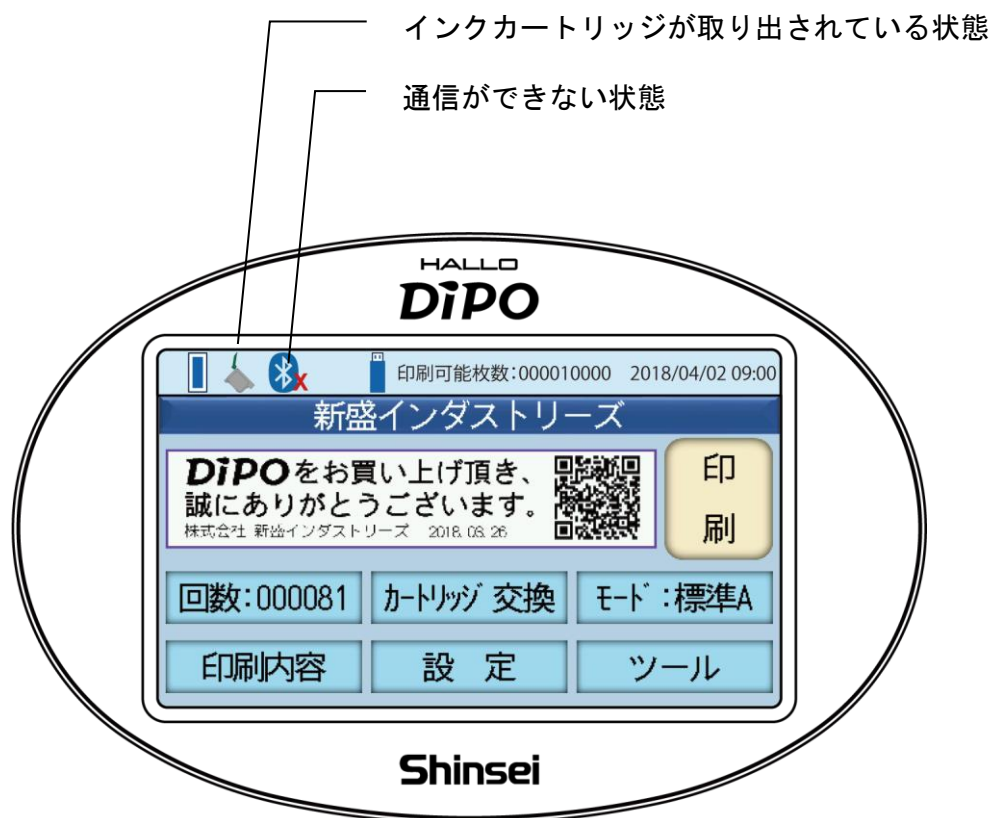 インクカートリッジが取り出されている状態
通信ができない状態
HALLO
DiPO
X
印刷可能枚数:000010000 2018/04/02 09:00
新盛インダストリーズ
DiPOをお買い上げ頂き、
誠にありがとうございます。
株式会社 新盛インダストリーズ 2018.03.26
印
刷
回数:000081
ｶｰﾄﾘｯｼﾞ 交換
ﾓｰﾄﾞ:標準A
印刷内容
設 定
ツール
Shinsei